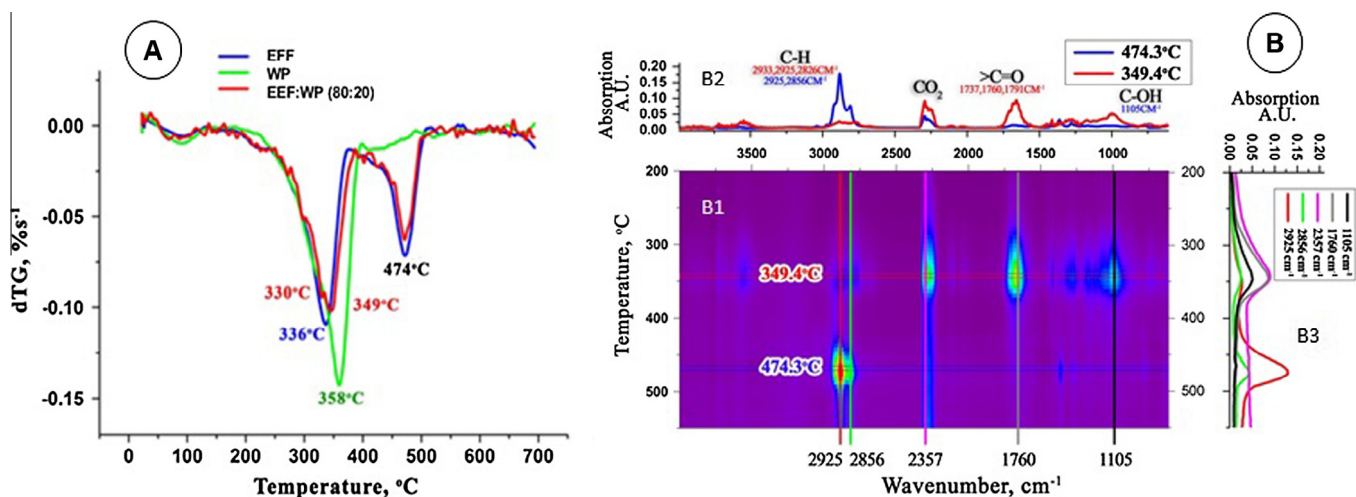 A
EFF
WP
EEF:WP (80:20)
0.00
-0.05
-0.10
-0.15
dTG, %s-1
330°C
336°C
349°C
358°C
474°C
0 100 200 300 400 500 600 700
Temperature, °C
B
B2
474.3°C
349.4°C
C-H
2933,2925,2826CM-1
2925,2856CM-1
CO2
>C=O
1737,1760,1791CM-1
C-OH
1105CM-1
Absorption
A.U.
0.20
0.15
0.10
0.05
0.00
3500 3000 2500 2000 1500 1000
B1
200
300
400
500
Temperature, °C
349.4°C
474.3°C
2925 2856 2357 1760 1105
Wavenumber, cm-1
Absorption
A.U.
0.00
0.05
0.10
0.15
0.20
200
300
400
500
2925 cm-1
2856 cm-1
2357 cm-1
1760 cm-1
1105 cm-1
B3